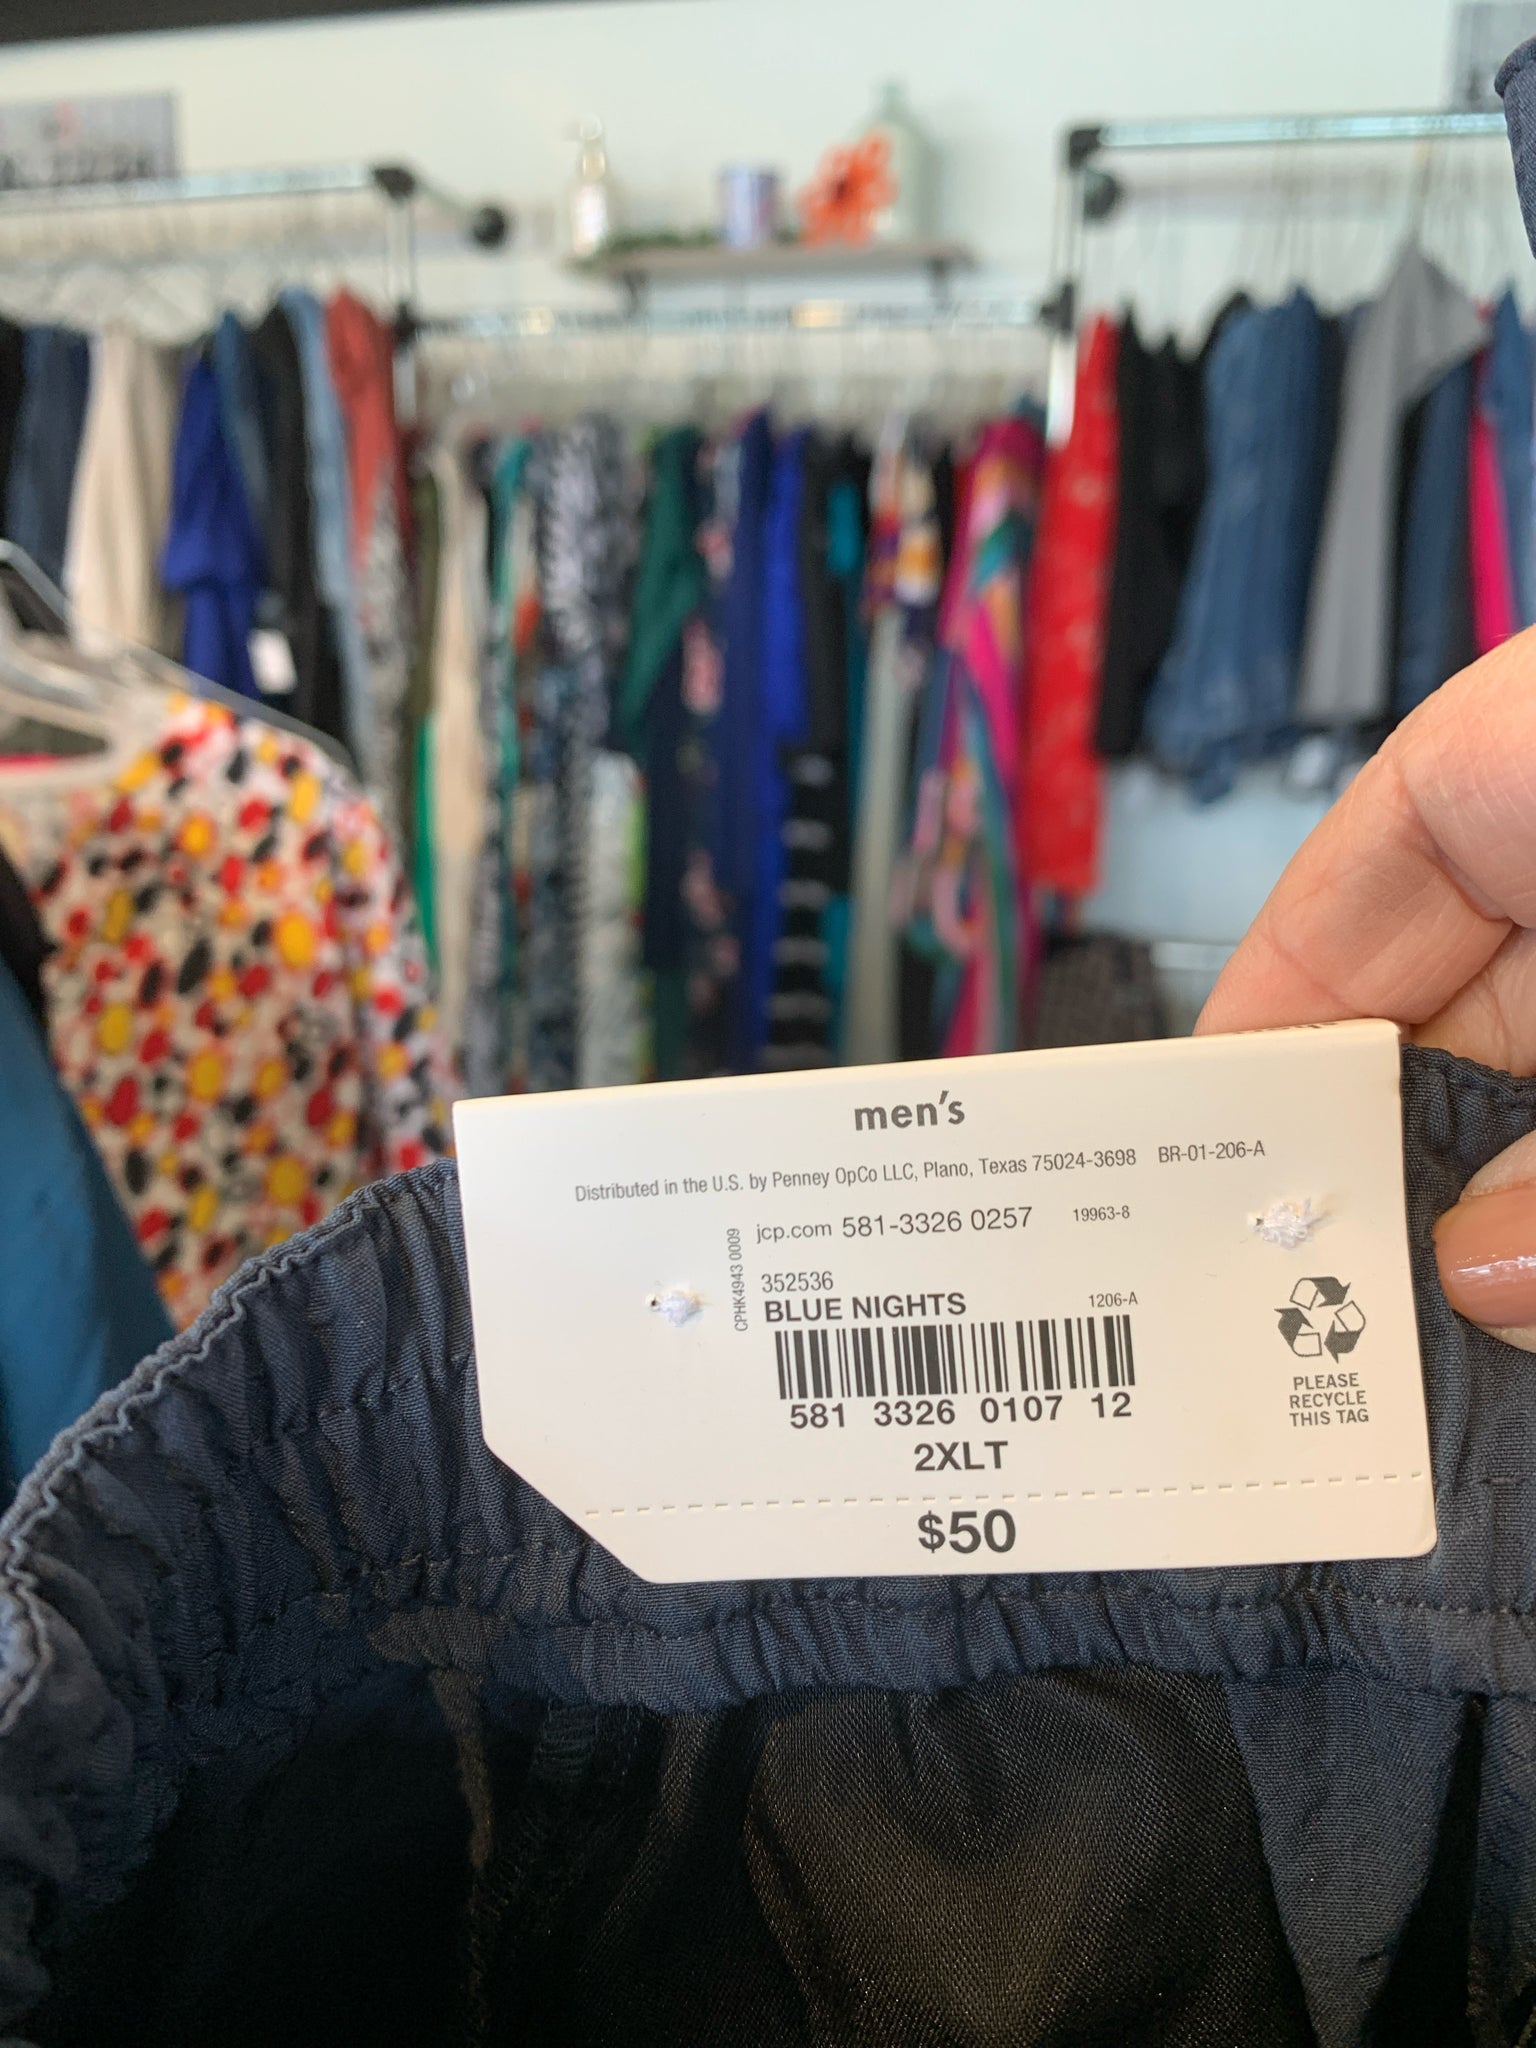 men's
Distributed in the U.S. by Penney OpCo LLC, Plano, Texas 75024-3698 BR-01-206-A
jcp.com 581-3326 0257 19963-8
CPHK4943 0009
352536
BLUE NIGHTS 1206-A
581 3326 0107 12
2XLT
$50
PLEASE
RECYCLE
THIS TAG